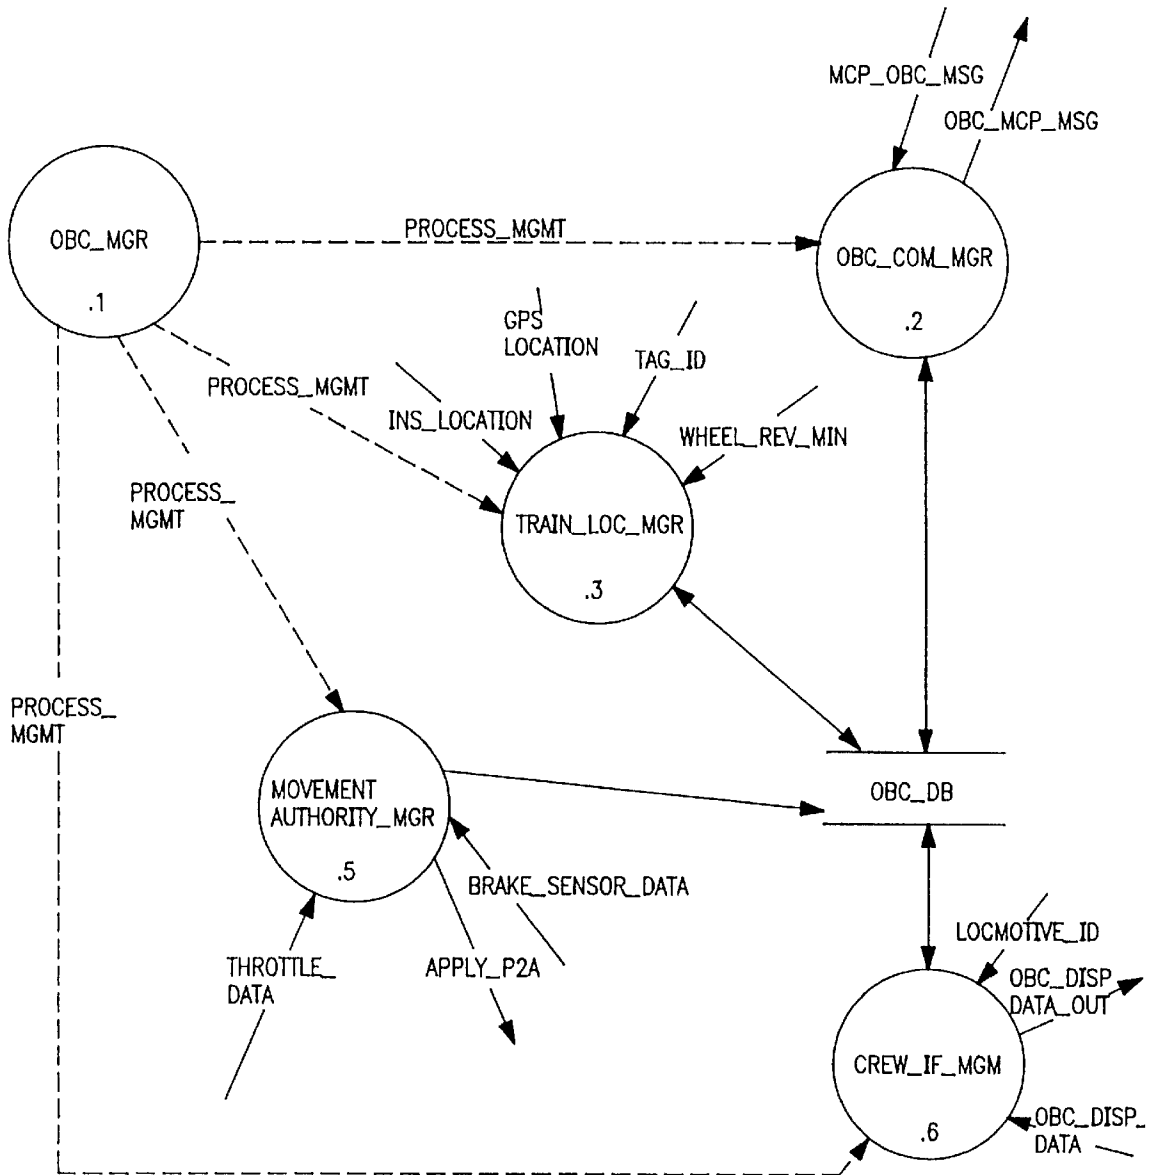 MCP_OBC_MSG
OBC_MCP_MSG
OBC_MGR
.1
PROCESS_MGMT
OBC_COM_MGR
.2
GPS
LOCATION
TAG_ID
PROCESS_MGMT
INS_LOCATION
WHEEL_REV_MIN
PROCESS_
MGMT
TRAIN_LOC_MGR
.3
PROCESS_
MGMT
MOVEMENT
AUTHORITY_MGR
.5
OBC_DB
BRAKE_SENSOR_DATA
THROTTLE_
DATA
APPLY_P2A
LOCMOTIVE_ID
OBC_DISP
DATA_OUT
CREW_IF_MGM
.6
OBC_DISP_
DATA